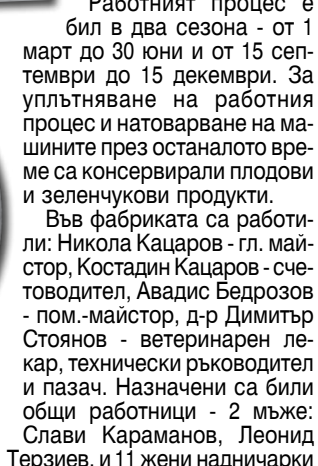 Работният процес е
бил в два сезона - от 1
март до 30 юни и от 15 сеп-
тември до 15 декември. За
уплътняване на работния
процес и натоварване на ма-
шините през останалото вре-
ме са консервирали плодови
и зеленчукови продукти.
Във фабриката са работи-
ли: Никола Кацаров - гл. май-
стор, Костадин Кацаров - сче-
товодител, Авадис Бедрозов
- пом.-майстор, д-р Димитър
Стоянов - ветеринарен ле-
кар, технически ръководител
и пазач. Назначени са били
общи работници - 2 мъже:
Слави Караманов, Леонид
Терзиев, и 11 жени надничарки